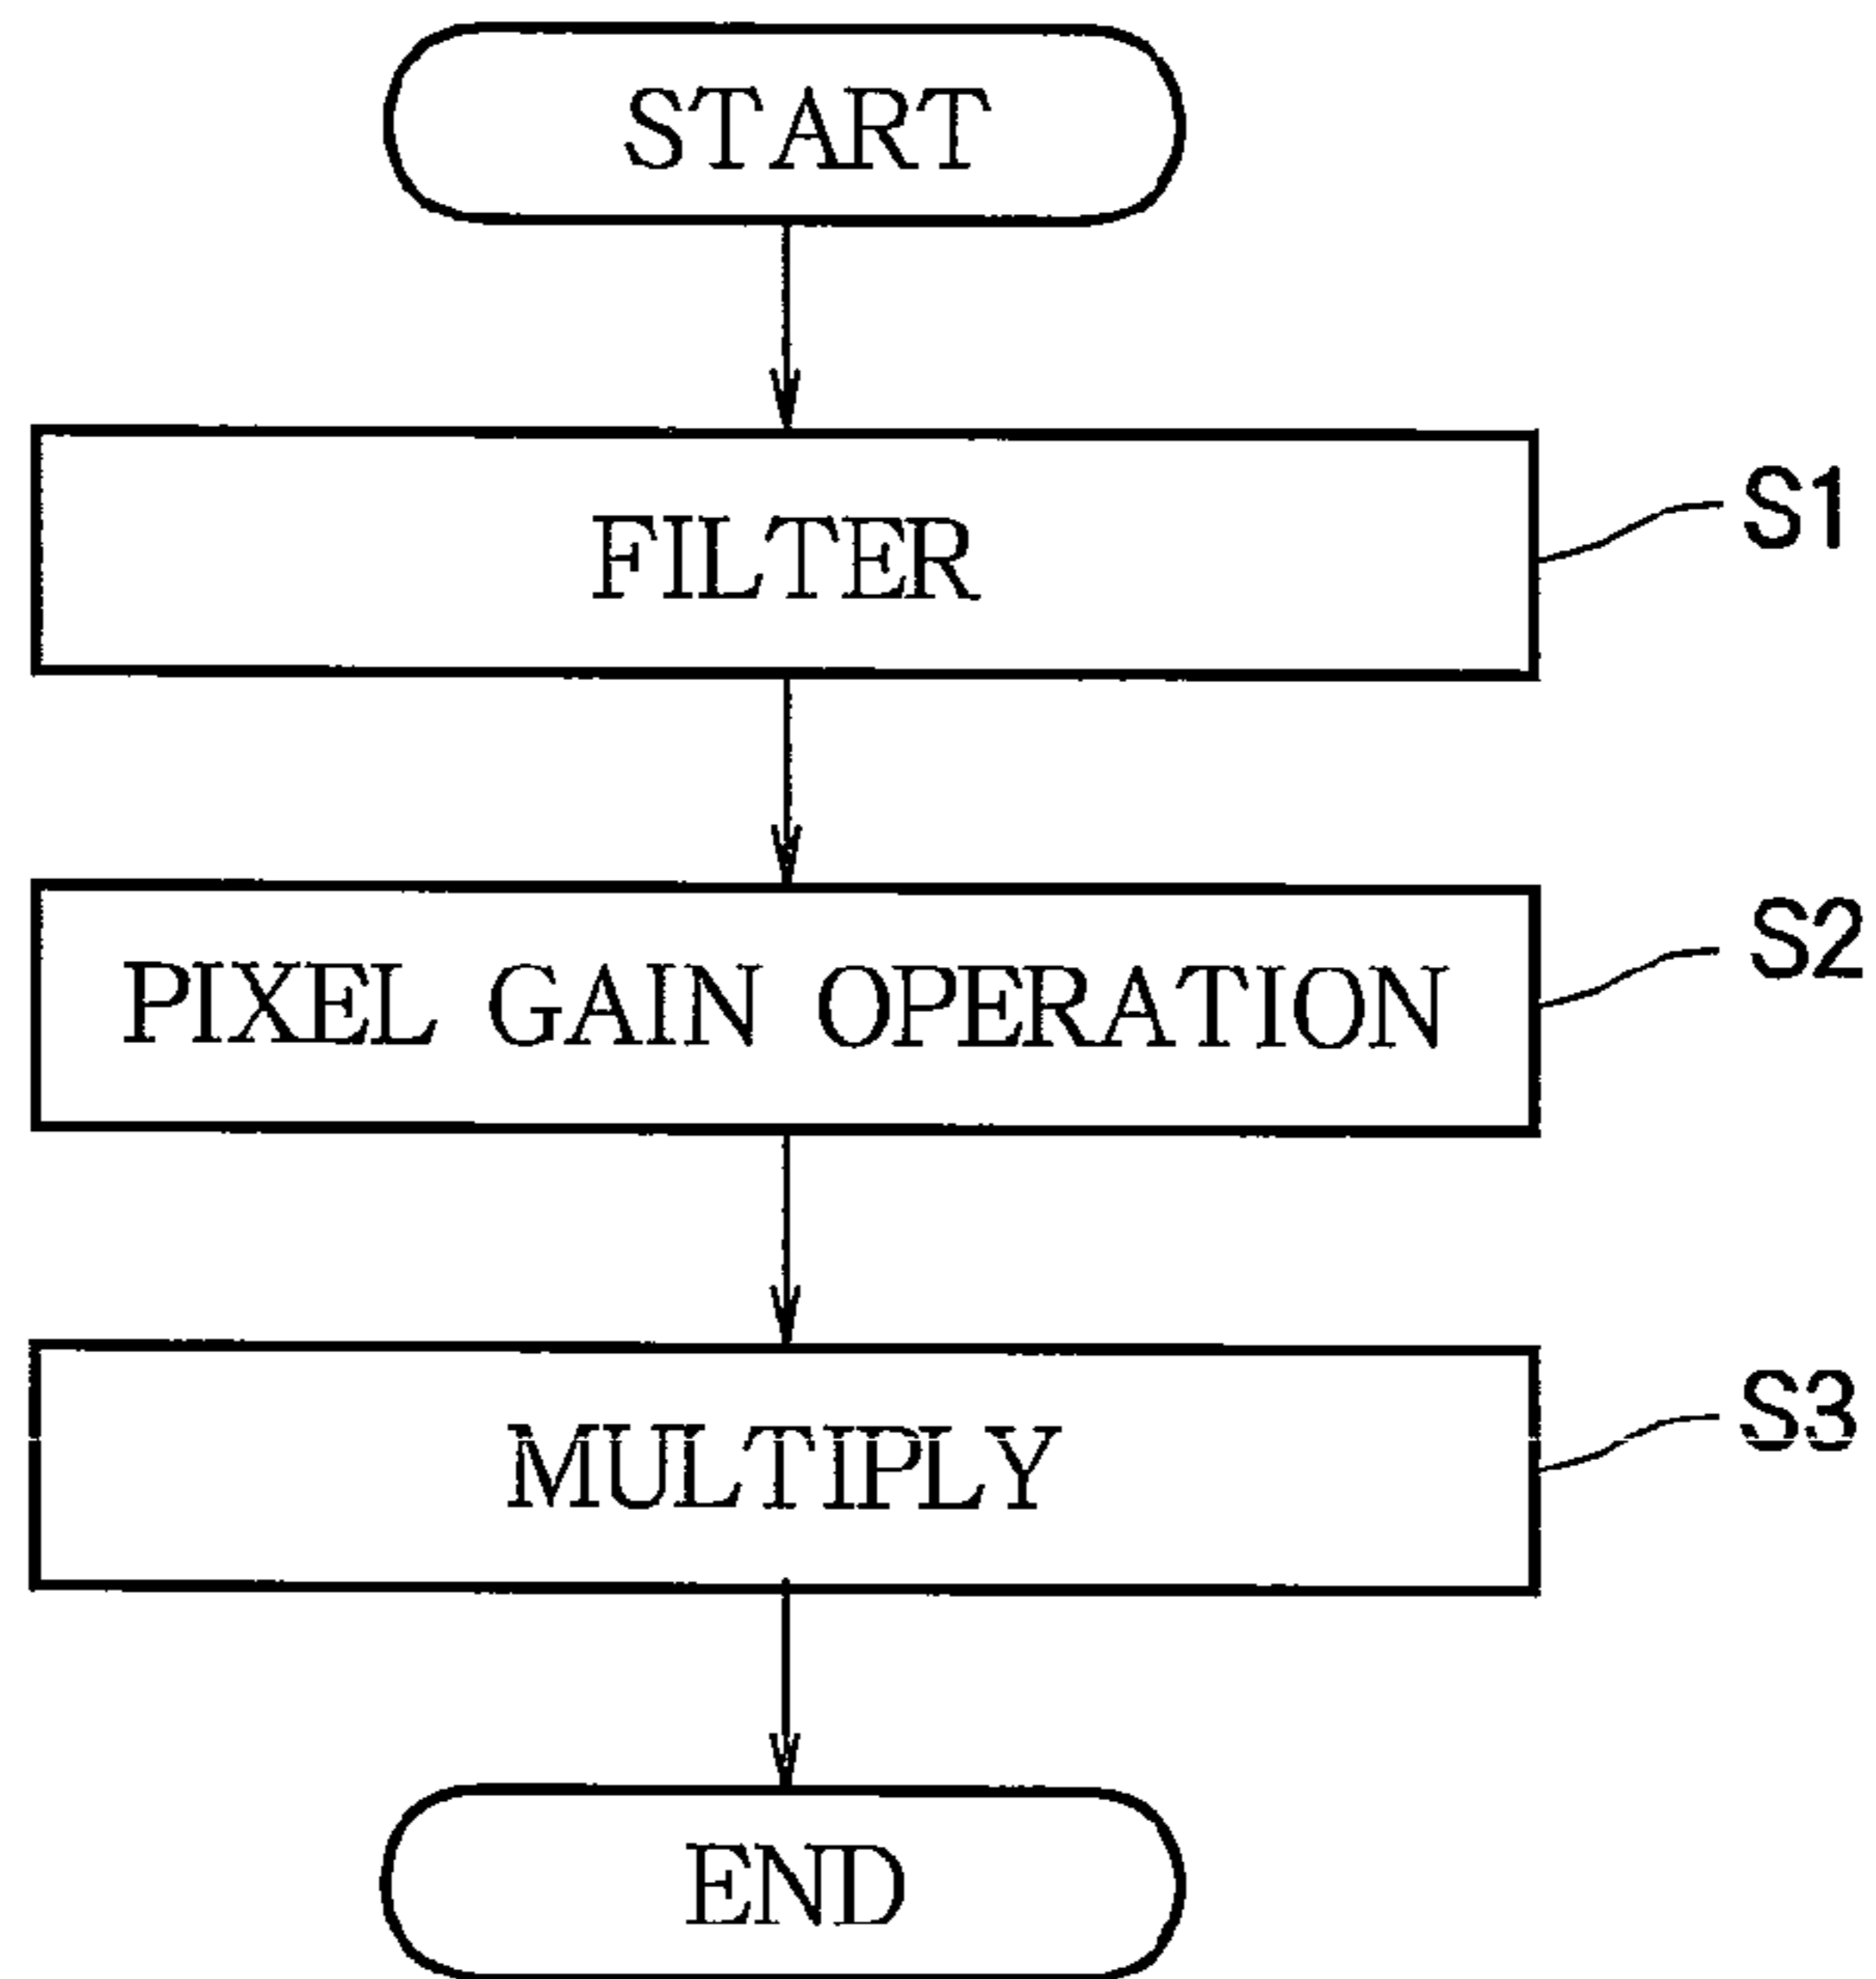 START
FILTER
S1
PIXEL GAIN OPERATION
S2
MULTIPLY
S3
END